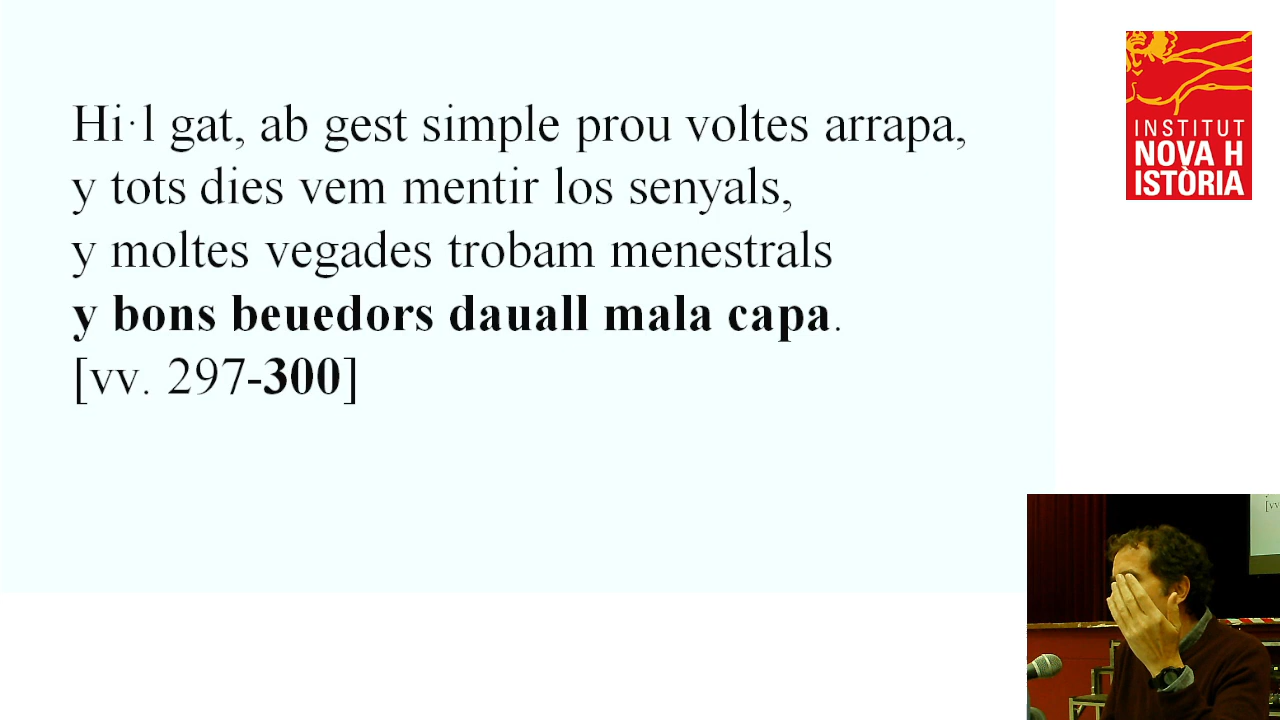 Hi·l gat, ab gest simple prou voltes arrapa,
y tots dies vem mentir los senyals,
y moltes vegades trobam menestrals
y bons beuedors dauall mala capa.
[vv. 297-300]
INSTITUT
NOVA H
ISTÒRIA
[vv